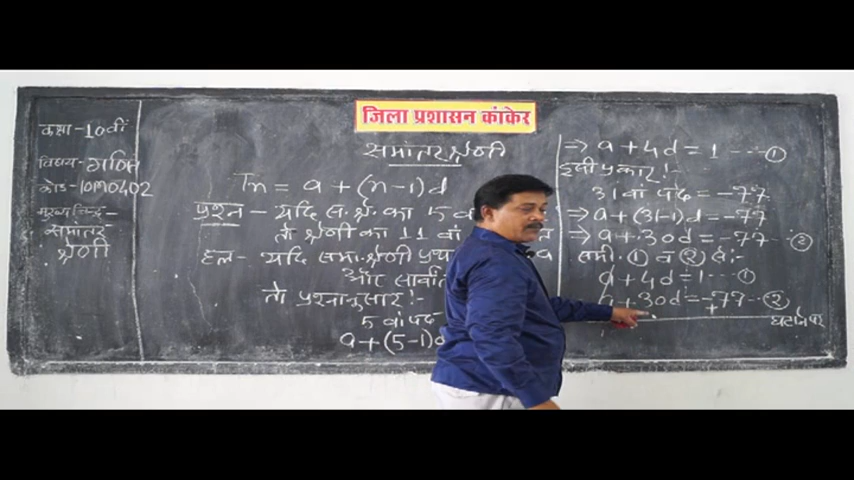 जिला प्रशासन कांकेर
कक्षा-10वीं
विषय-गणित
कोड-10M0402
मुख्य बिन्दु-
समांतर
श्रेणी
समांतर श्रेणी
Tn = a + (n-1)d
प्रश्न - यदि स.श्रे. का 5 वां
तो श्रेणी का 11 वां
हल- यदि समा. श्रेणी
और सार्वा
तो प्रश्नानुसार:-
5 वां पद
a + (5-1)d
=> a + 4d = 1 ---- ①
इसी प्रकार:-
31 वां पद = -77
=> a + (31-1)d = -77
=> a + 30d = -77 --- ②
समी. ① व ② से:-
a + 4d = 1 --- ①
a + 30d = -77 -- ②
+
घटाने पर